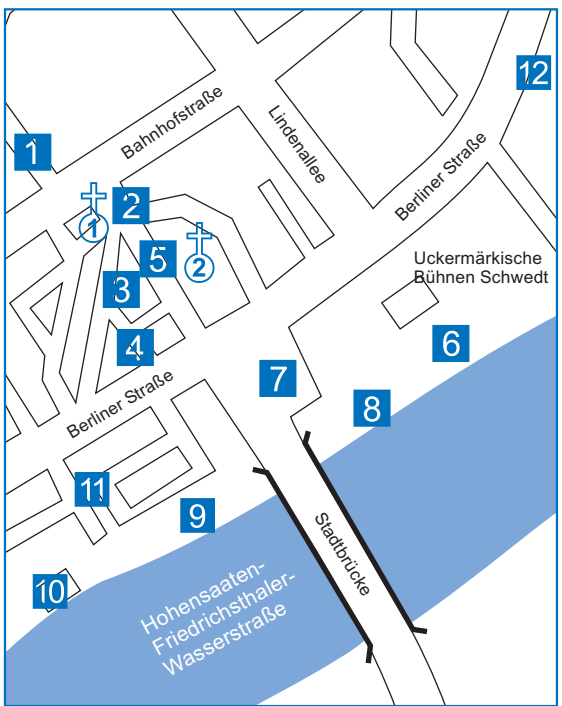 12
Bahnhofstraße
1
Lindenallee
Berliner Straße
2
1
5
2
Uckermärkische
Bühnen Schwedt
3
4
6
7
8
Berliner Straße
11
9
Stadtbrücke
10
Hohensaaten-
Friedrichsthaler-
Wasserstraße